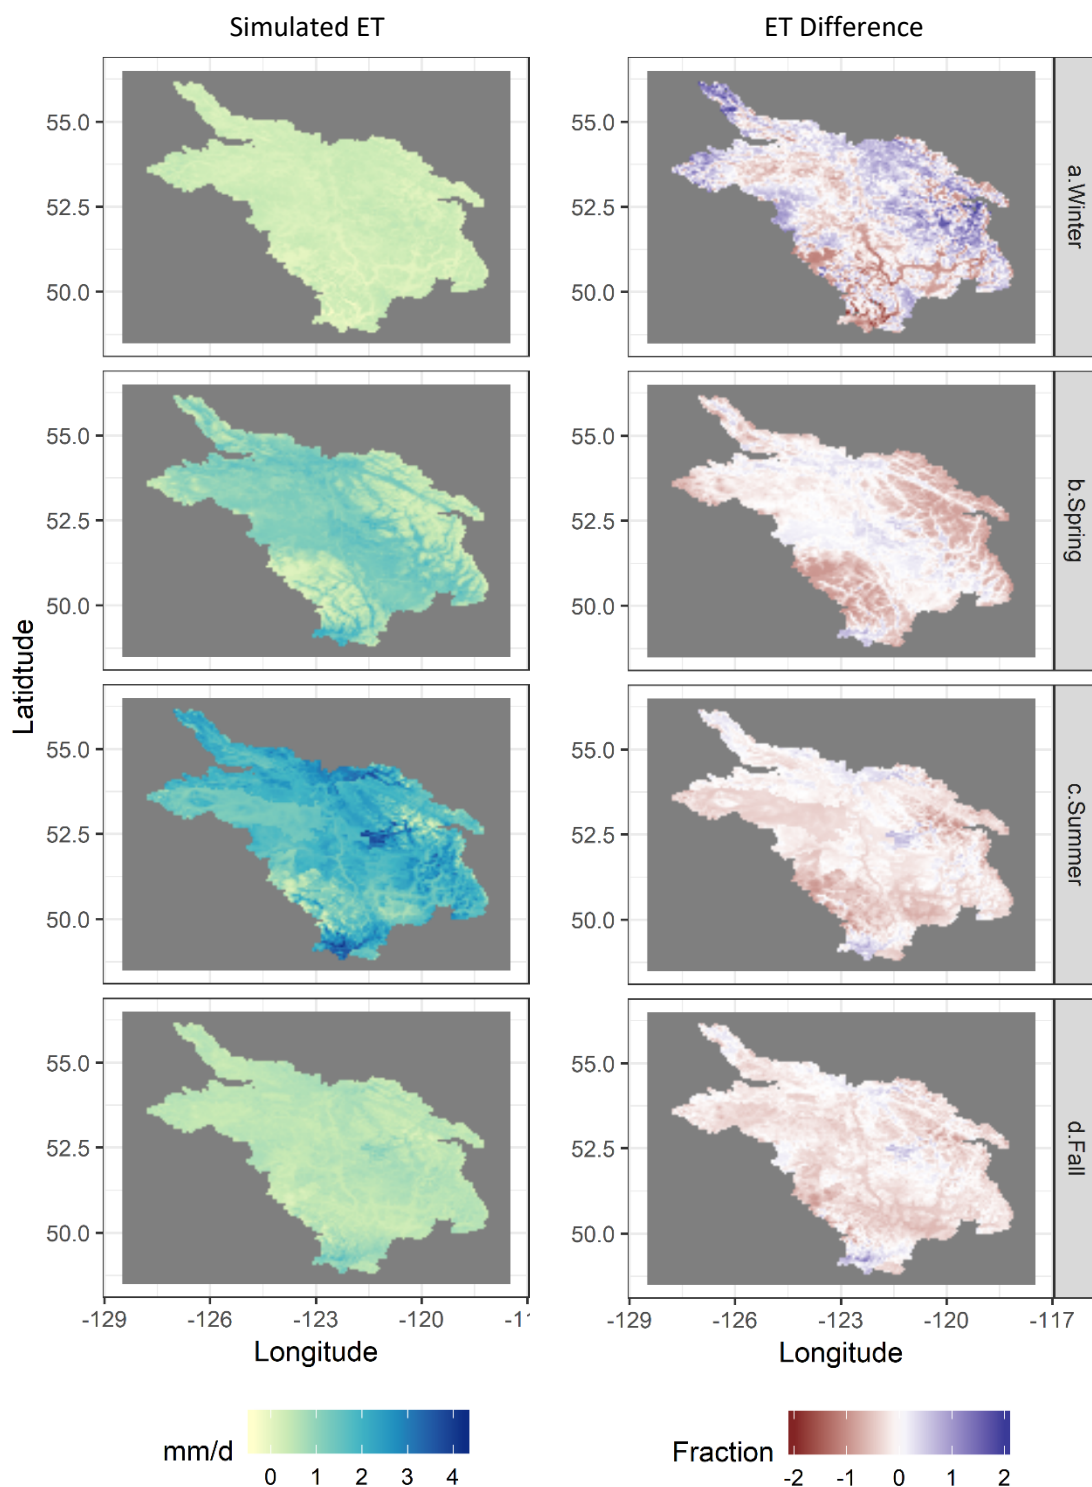 Simulated ET ET Difference
55.0 55.0
52.5 52.5
50.0 50.0
a.Winter
55.0 55.0
52.5 52.5
50.0 50.0
b.Spring
Latidtude
55.0 55.0
52.5 52.5
50.0 50.0
c.Summer
55.0 55.0
52.5 52.5
50.0 50.0
d.Fall
-129 -126 -123 -120 -11 -129 -126 -123 -120 -117
Longitude Longitude
mm/d 0 1 2 3 4
Fraction -2 -1 0 1 2